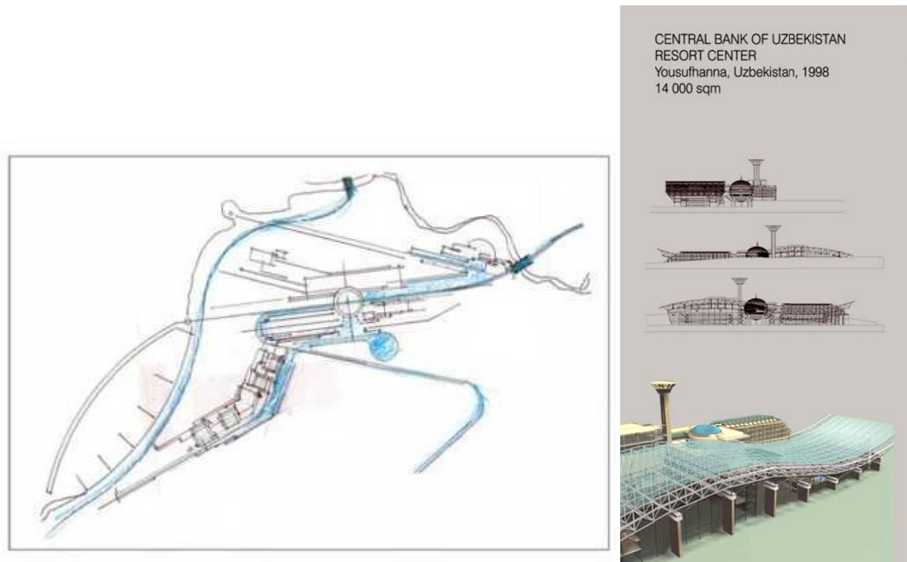 CENTRAL BANK OF UZBEKISTAN
RESORT CENTER
Yousufhanna, Uzbekistan, 1998
14 000 sqm